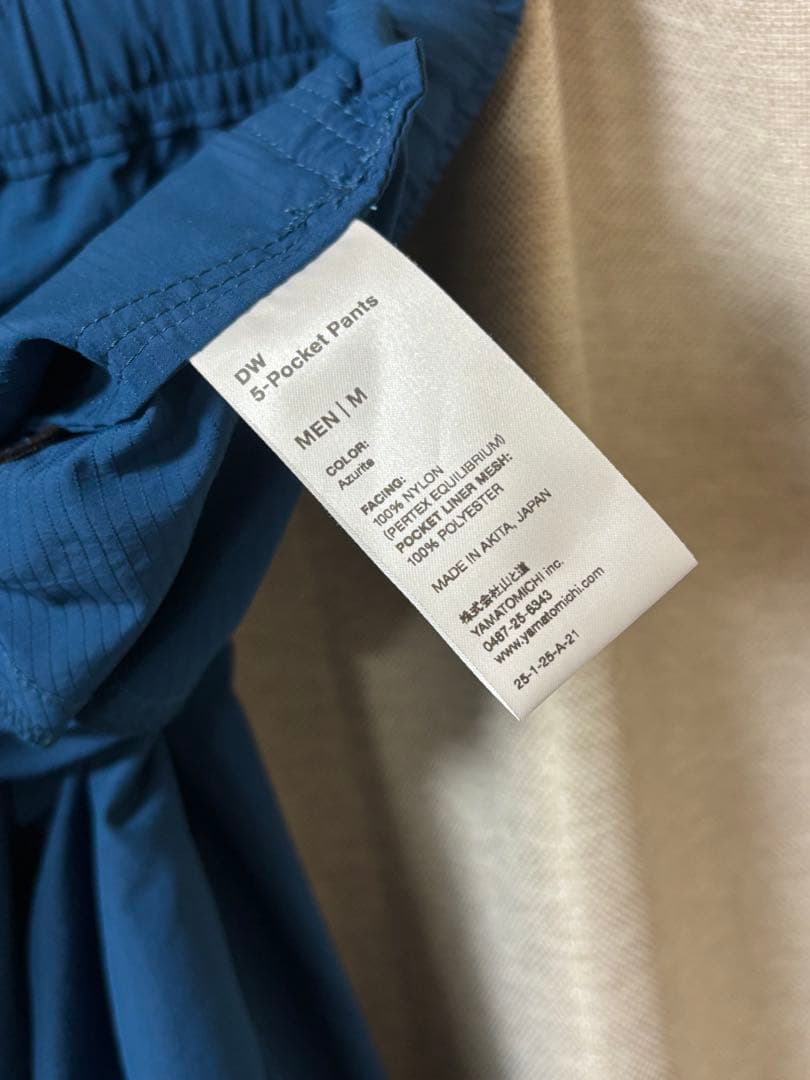 DW
5-Pocket Pants
MEN | M
COLOR:
Azurite
FACING:
100% NYLON
(PERTEX EQUILIBRIUM)
POCKET LINER MESH:
100% POLYESTER
MADE IN AKITA, JAPAN
株式会社山と道
YAMATOMICHI inc.
0467-25-6343
www.yamatomichi.com
25-1-25-A-21